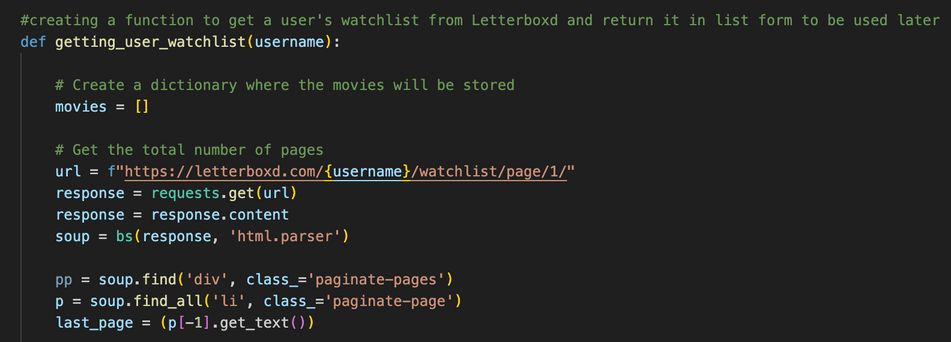 #creating a function to get a user's watchlist from Letterboxd and return it in list form to be used later
def getting_user_watchlist(username):
# Create a dictionary where the movies will be stored
movies = []
# Get the total number of pages
url = f"https://letterboxd.com/{username}/watchlist/page/1/"
response = requests.get(url)
response = response.content
soup = bs(response, 'html.parser')
pp = soup.find('div', class_='paginate-pages')
p = soup.find_all('li', class_='paginate-page')
last_page = (p[-1].get_text())